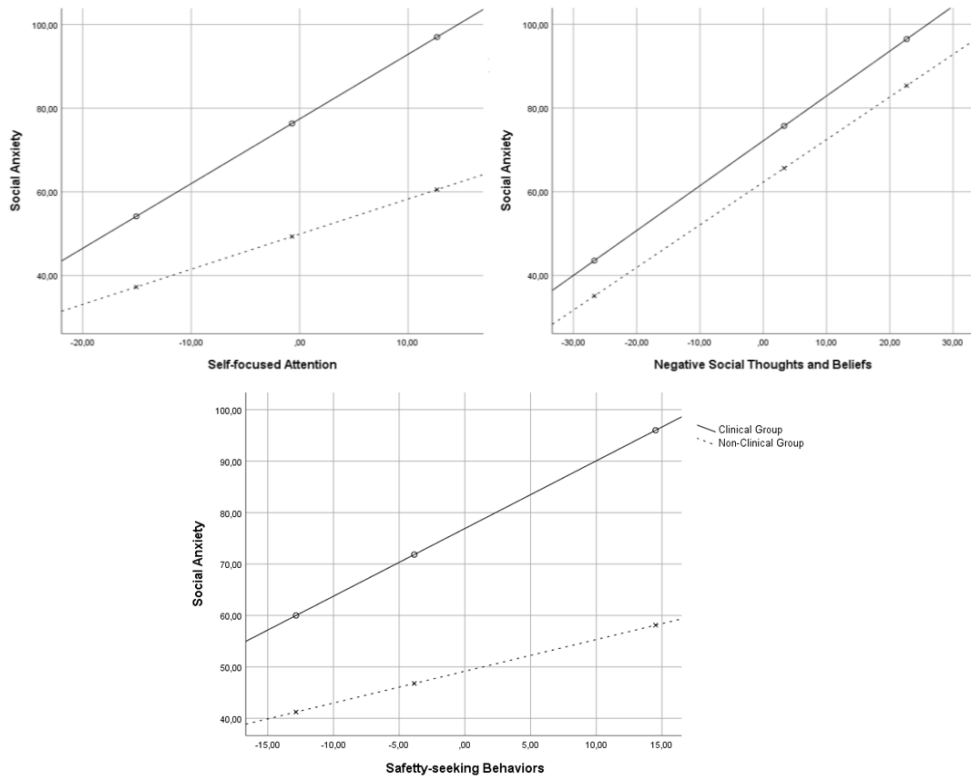 100,00
80,00
60,00
40,00
Social Anxiety
-20,00 -10,00 ,00 10,00
Self-focused Attention
100,00
80,00
60,00
40,00
Social Anxiety
-30,00 -20,00 -10,00 ,00 10,00 20,00 30,00
Negative Social Thoughts and Beliefs
100,00
90,00
80,00
70,00
60,00
50,00
40,00
Social Anxiety
-15,00 -10,00 -5,00 ,00 5,00 10,00 15,00
Safetty-seeking Behaviors
Clinical Group
Non-Clinical Group